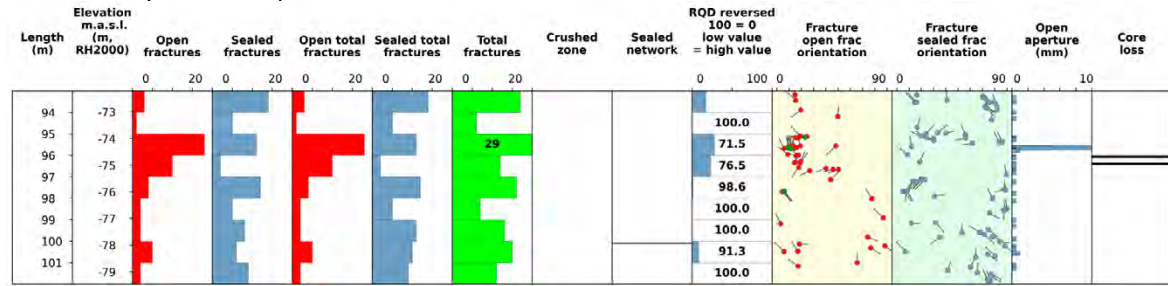 Length
(m)
Elevation
m.a.s.l.
(m,
RH2000)
Open
fractures
Sealed
fractures
Open total
fractures
Sealed total
fractures
Total
fractures
Crushed
zone
Sealed
network
RQD reversed
100 = 0
low value
= high value
Fracture
open frac
orientation
Fracture
sealed frac
orientation
Open
aperture
(mm)
Core
loss
0 20
0 20
0 20
0 20
0 20
0 100
0 90
0 90
0 10
94
95
96
97
98
99
100
101
-73
-74
-75
-76
-77
-78
-79
29
100.0
71.5
76.5
98.6
100.0
100.0
91.3
100.0